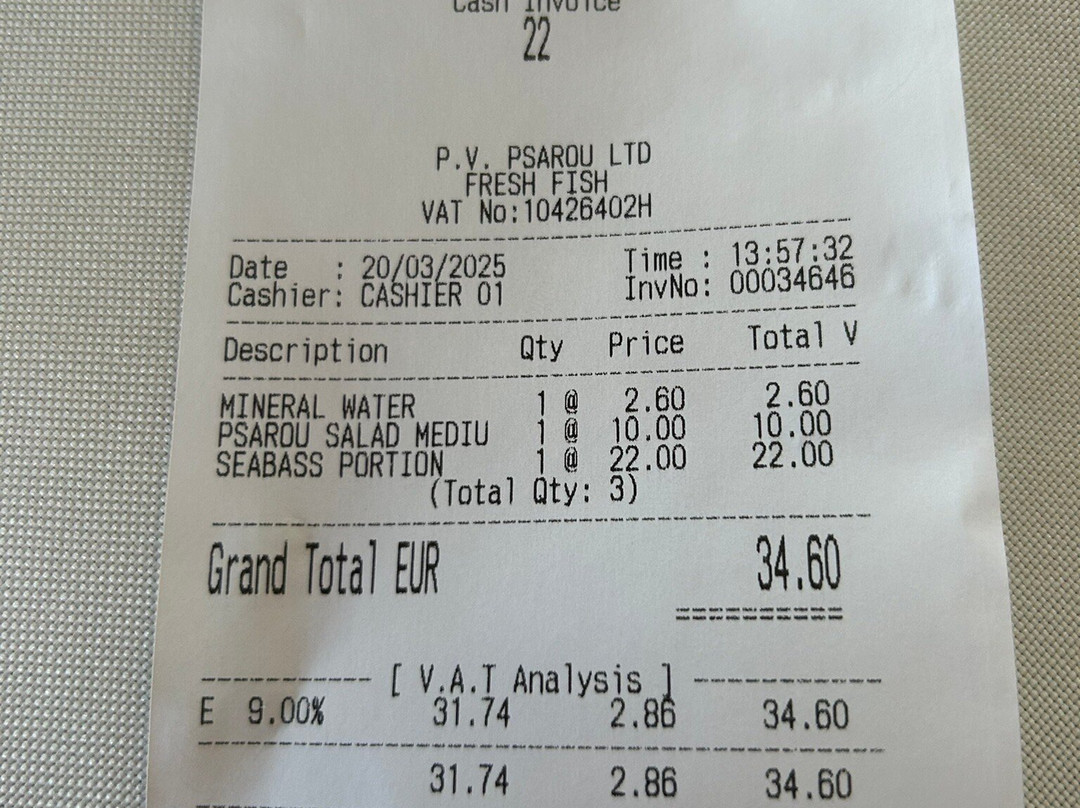 Cash Invoice
22
P.V. PSAROU LTD
FRESH FISH
VAT No:10426402H
Date : 20/03/2025 Time : 13:57:32
Cashier: CASHIER 01 InvNo: 00034646
Description Qty Price Total V
MINERAL WATER 1 @ 2.60 2.60
PSAROU SALAD MEDIU 1 @ 10.00 10.00
SEABASS PORTION 1 @ 22.00 22.00
(Total Qty: 3)
Grand Total EUR 34.60
[ V.A.T Analysis ]
E 9.00% 31.74 2.86 34.60
31.74 2.86 34.60